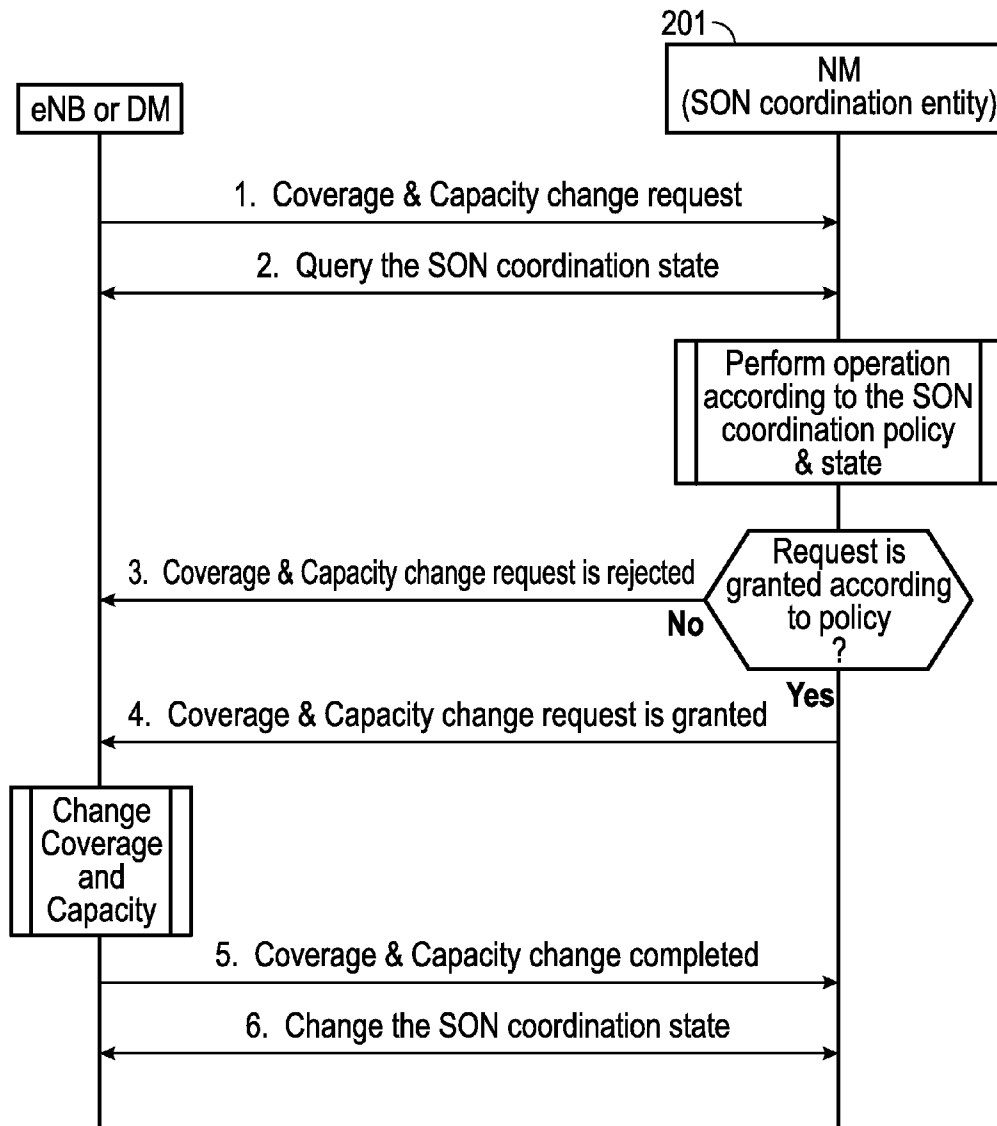 201
NM
(SON coordination entity)
eNB or DM
1. Coverage & Capacity change request
2. Query the SON coordination state
Perform operation
according to the SON
coordination policy
& state
Request is
granted according
to policy
?
3. Coverage & Capacity change request is rejected
No
Yes
4. Coverage & Capacity change request is granted
Change
Coverage
and
Capacity
5. Coverage & Capacity change completed
6. Change the SON coordination state